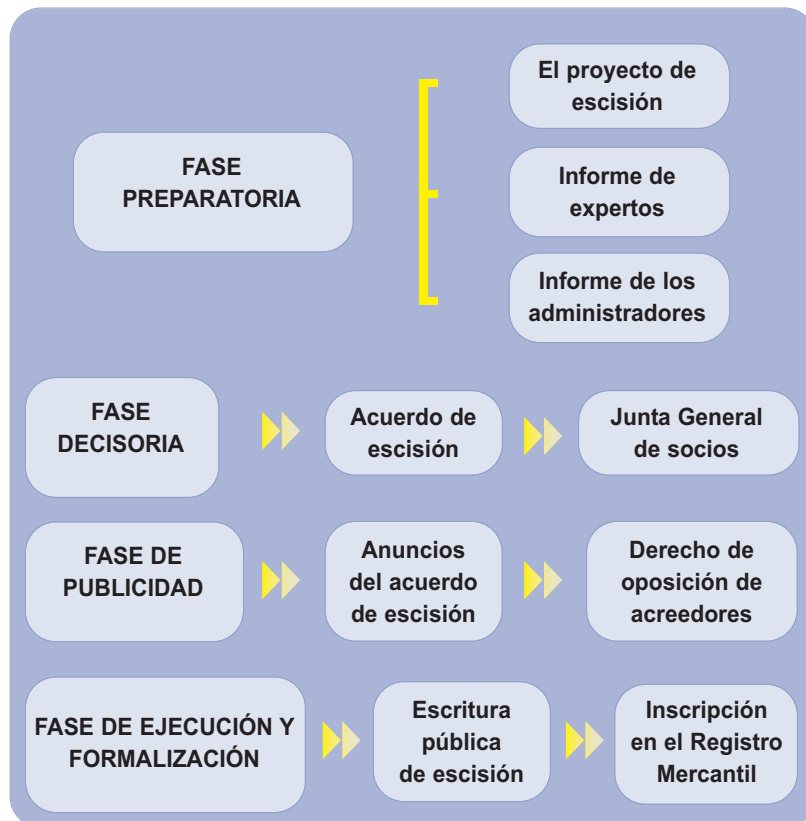 FASE
PREPARATORIA
El proyecto de
escisión
Informe de
expertos
Informe de los
administradores
FASE
DECISORIA
Acuerdo de
escisión
Junta General
de socios
FASE DE
PUBLICIDAD
Anuncios
del acuerdo
de escisión
Derecho de
oposición de
acreedores
FASE DE EJECUCIÓN Y
FORMALIZACIÓN
Escritura
pública
de escisión
Inscripción
en el Registro
Mercantil